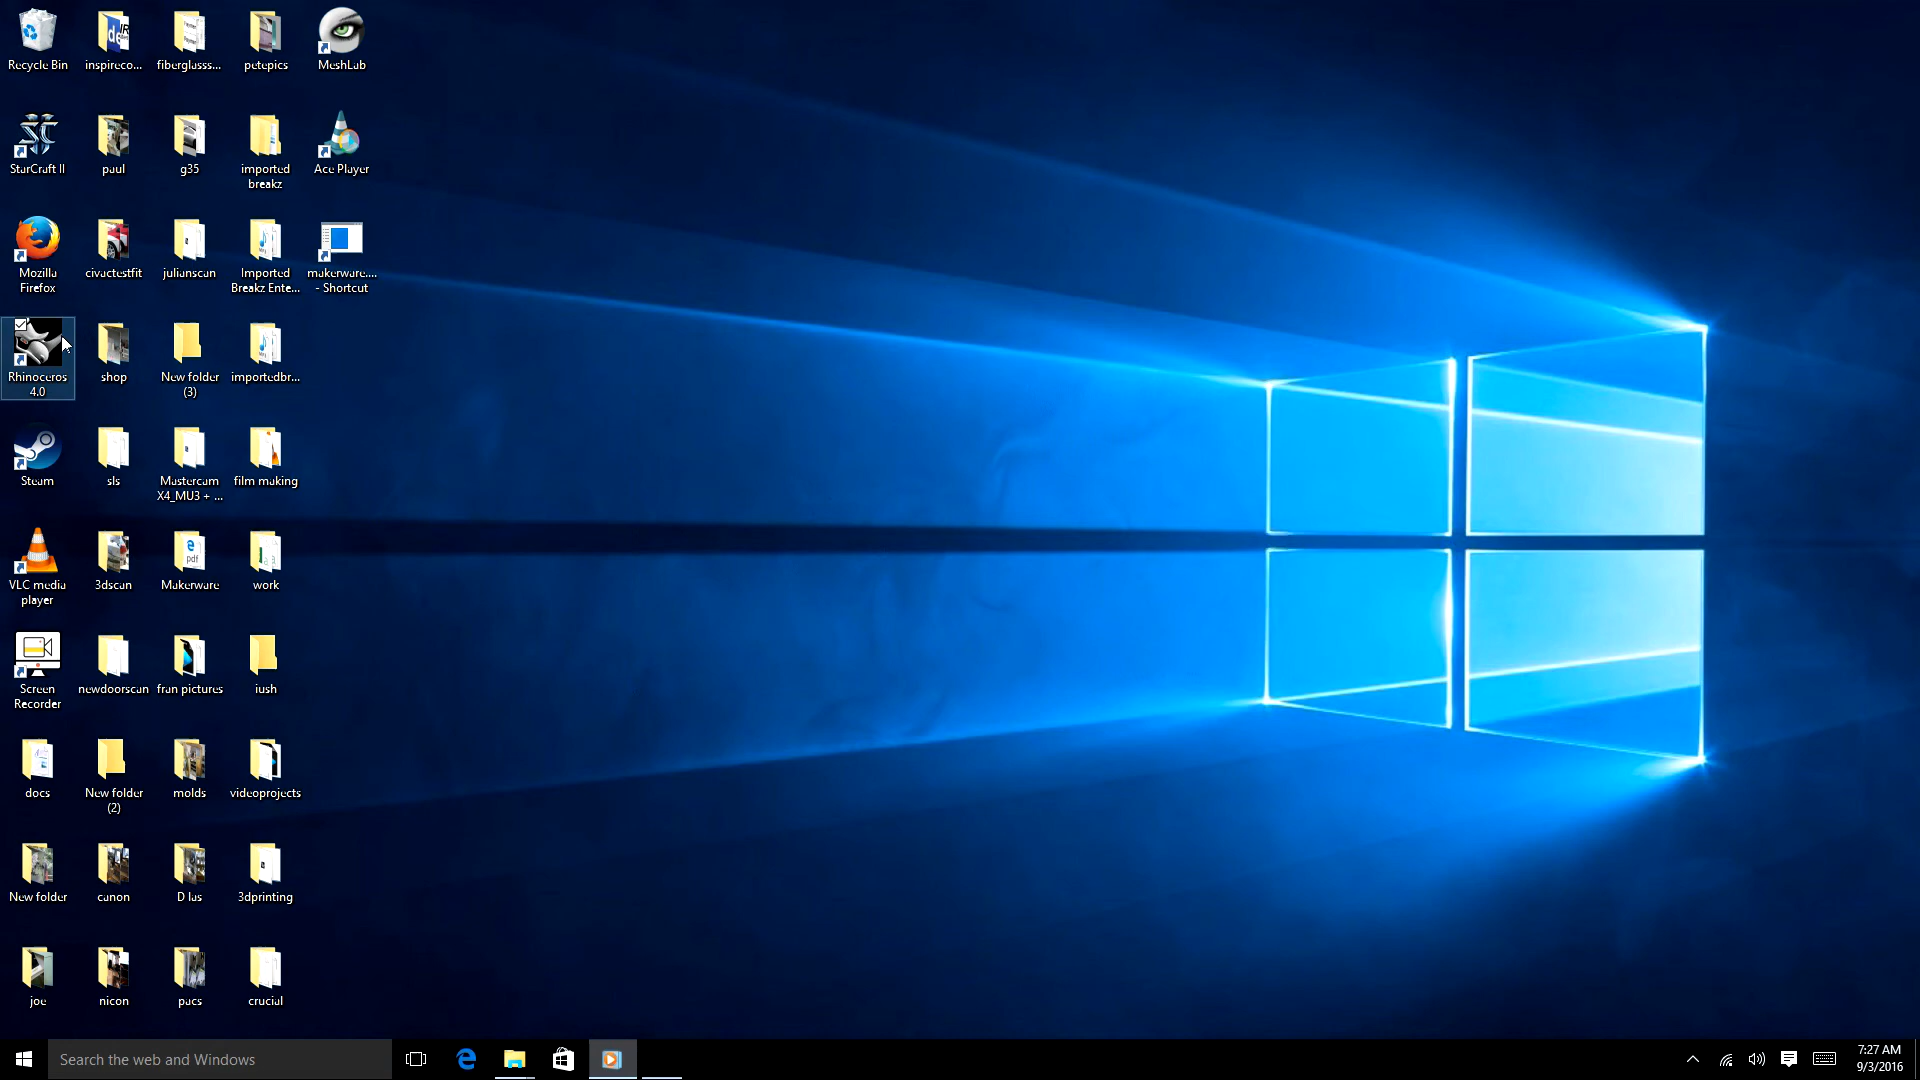 Recycle Bin
inspireco...
fiberglasss...
petepics
MeshLab
StarCraft II
paul
g35
imported
breakz
Ace Player
Mozilla
Firefox
civactestfit
julianscan
Imported
Breakz Ente...
makerware....
- Shortcut
Rhinoceros
4.0
shop
New folder
(3)
importedbr...
Steam
sls
Mastercam
X4_MU3 + ...
film making
VLC media
player
3dscan
pdf
Makerware
work
Screen
Recorder
newdoorscan
fran pictures
iush
docs
New folder
(2)
molds
videoprojects
New folder
canon
D las
3dprinting
joe
nicon
pacs
crucial
Search the web and Windows
7:27 AM
9/3/2016